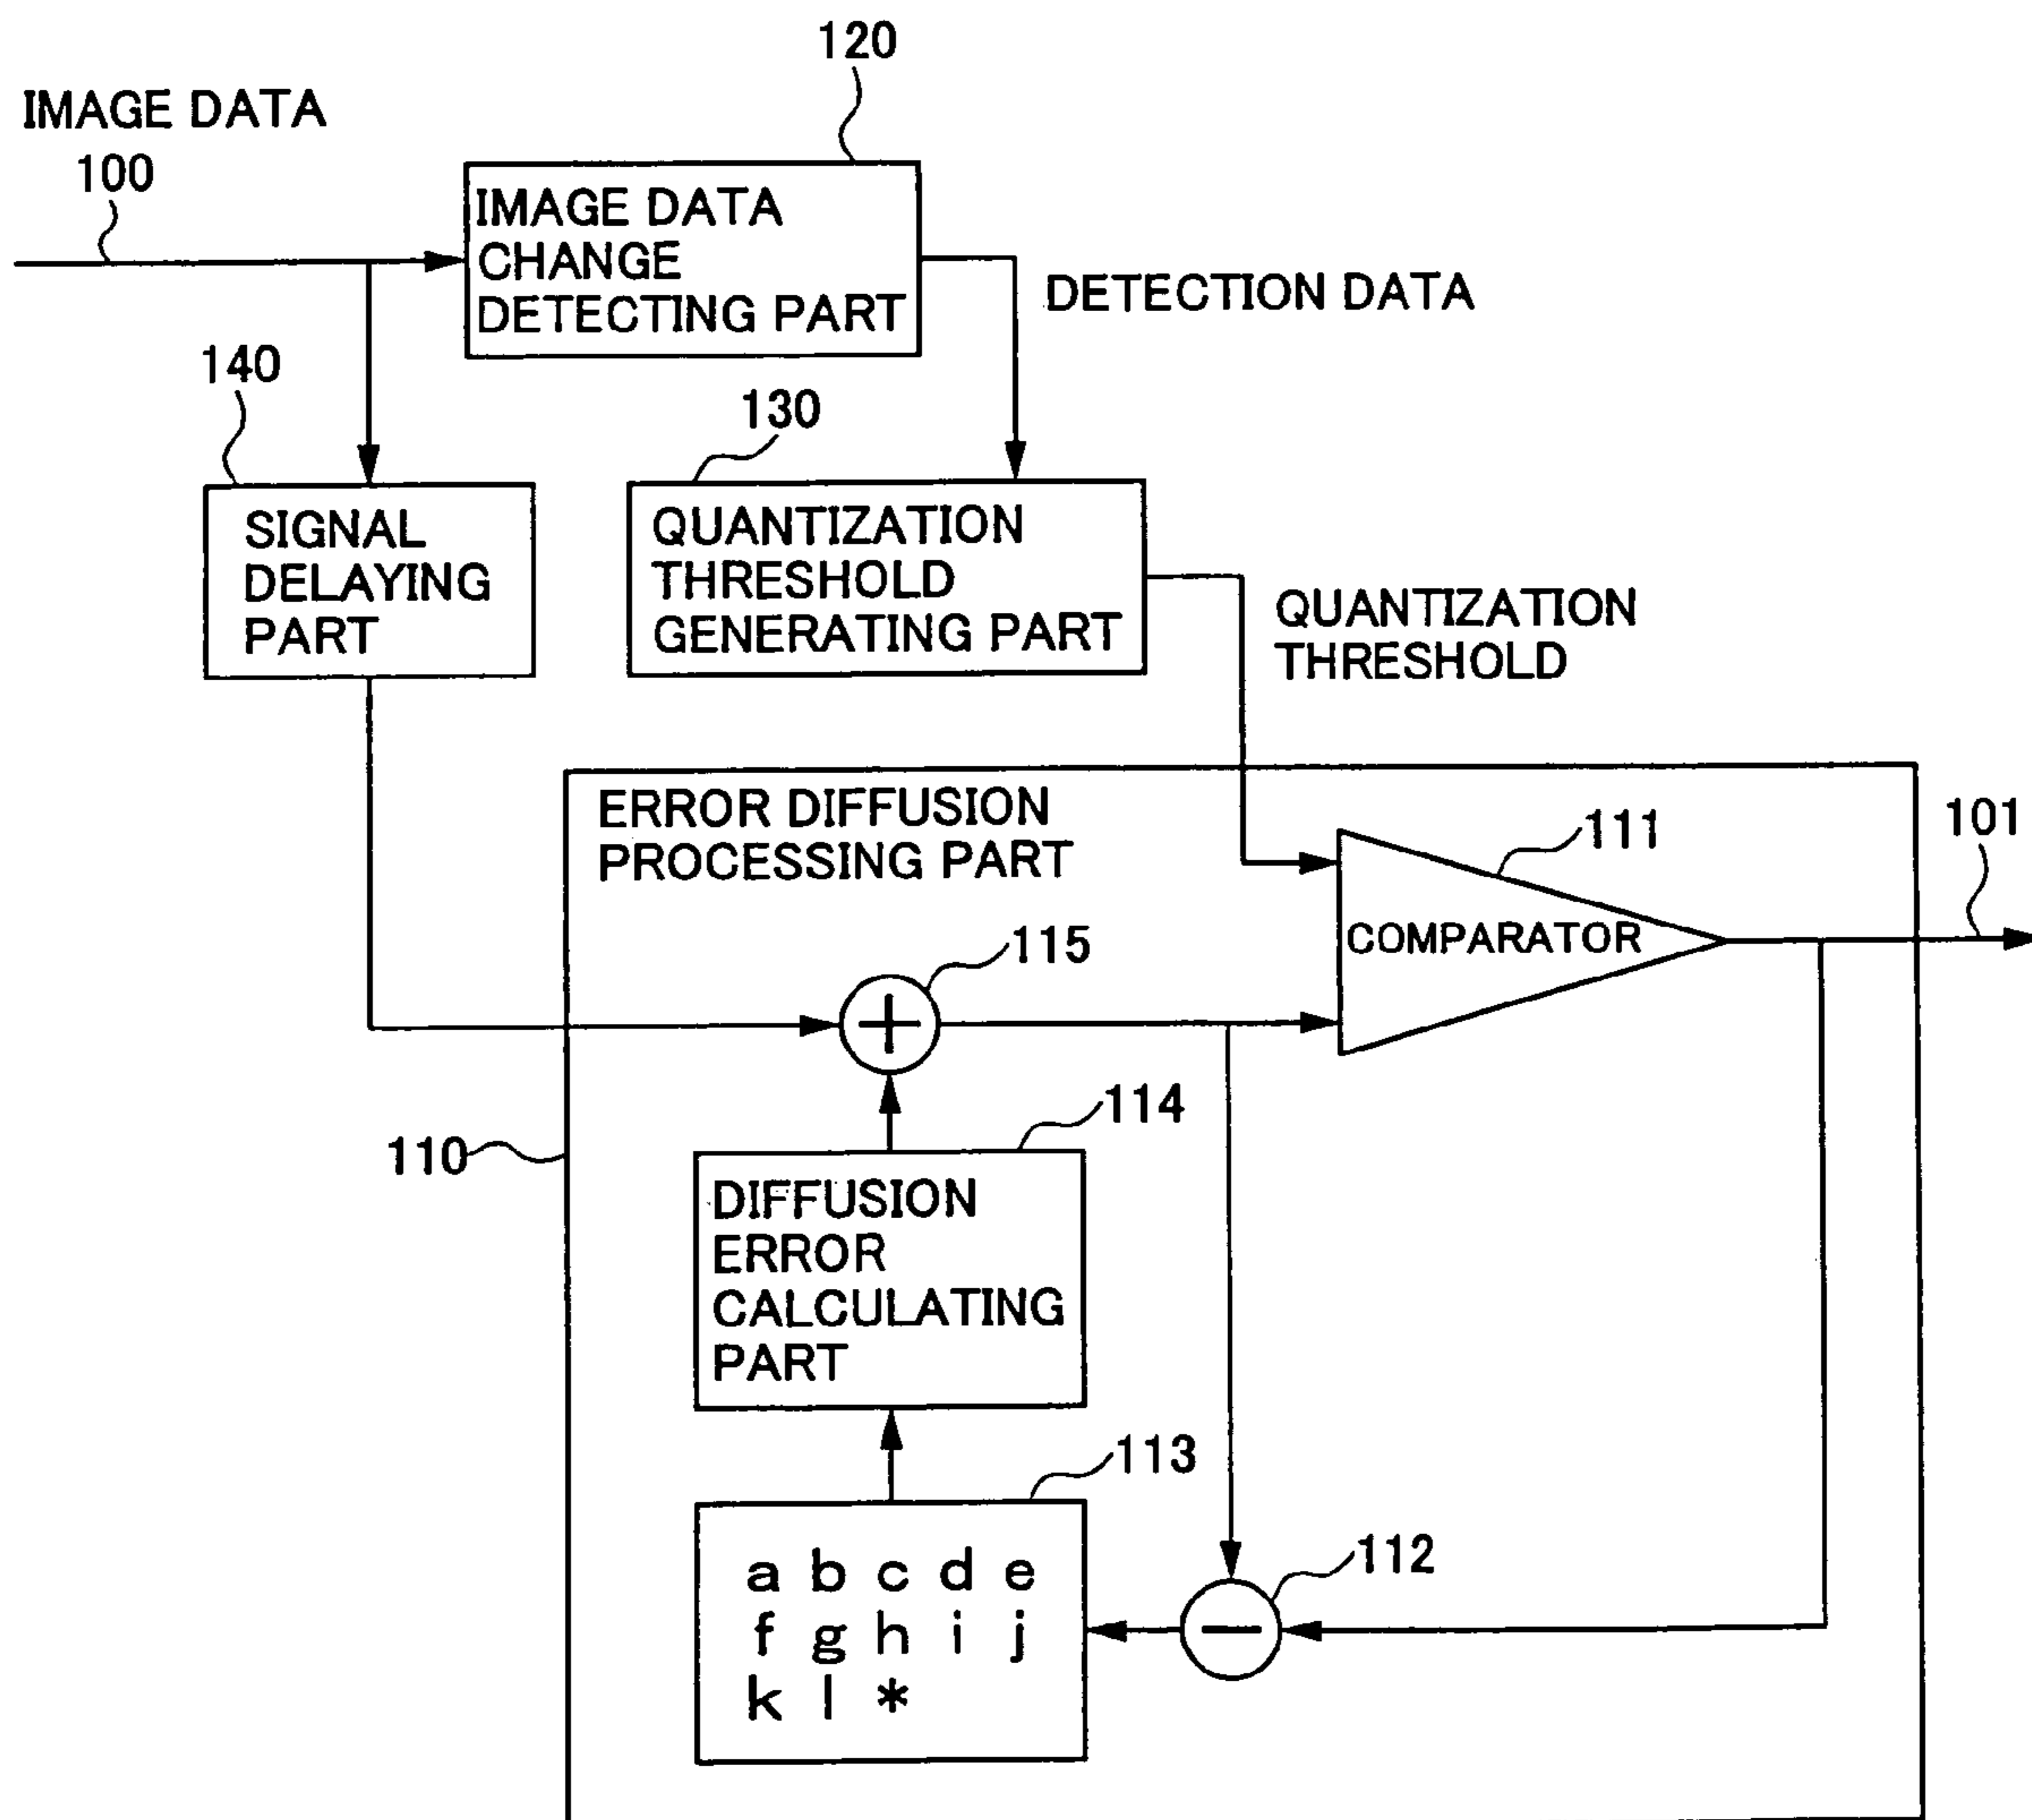 120
IMAGE DATA
100
IMAGE DATA
CHANGE
DETECTING PART
DETECTION DATA
140
130
SIGNAL
DELAYING
PART
QUANTIZATION
THRESHOLD
GENERATING PART
QUANTIZATION
THRESHOLD
ERROR DIFFUSION
PROCESSING PART
111
101
COMPARATOR
115
+
114
110
DIFFUSION
ERROR
CALCULATING
PART
113
a b c d e
f g h i j
k l *
112
−